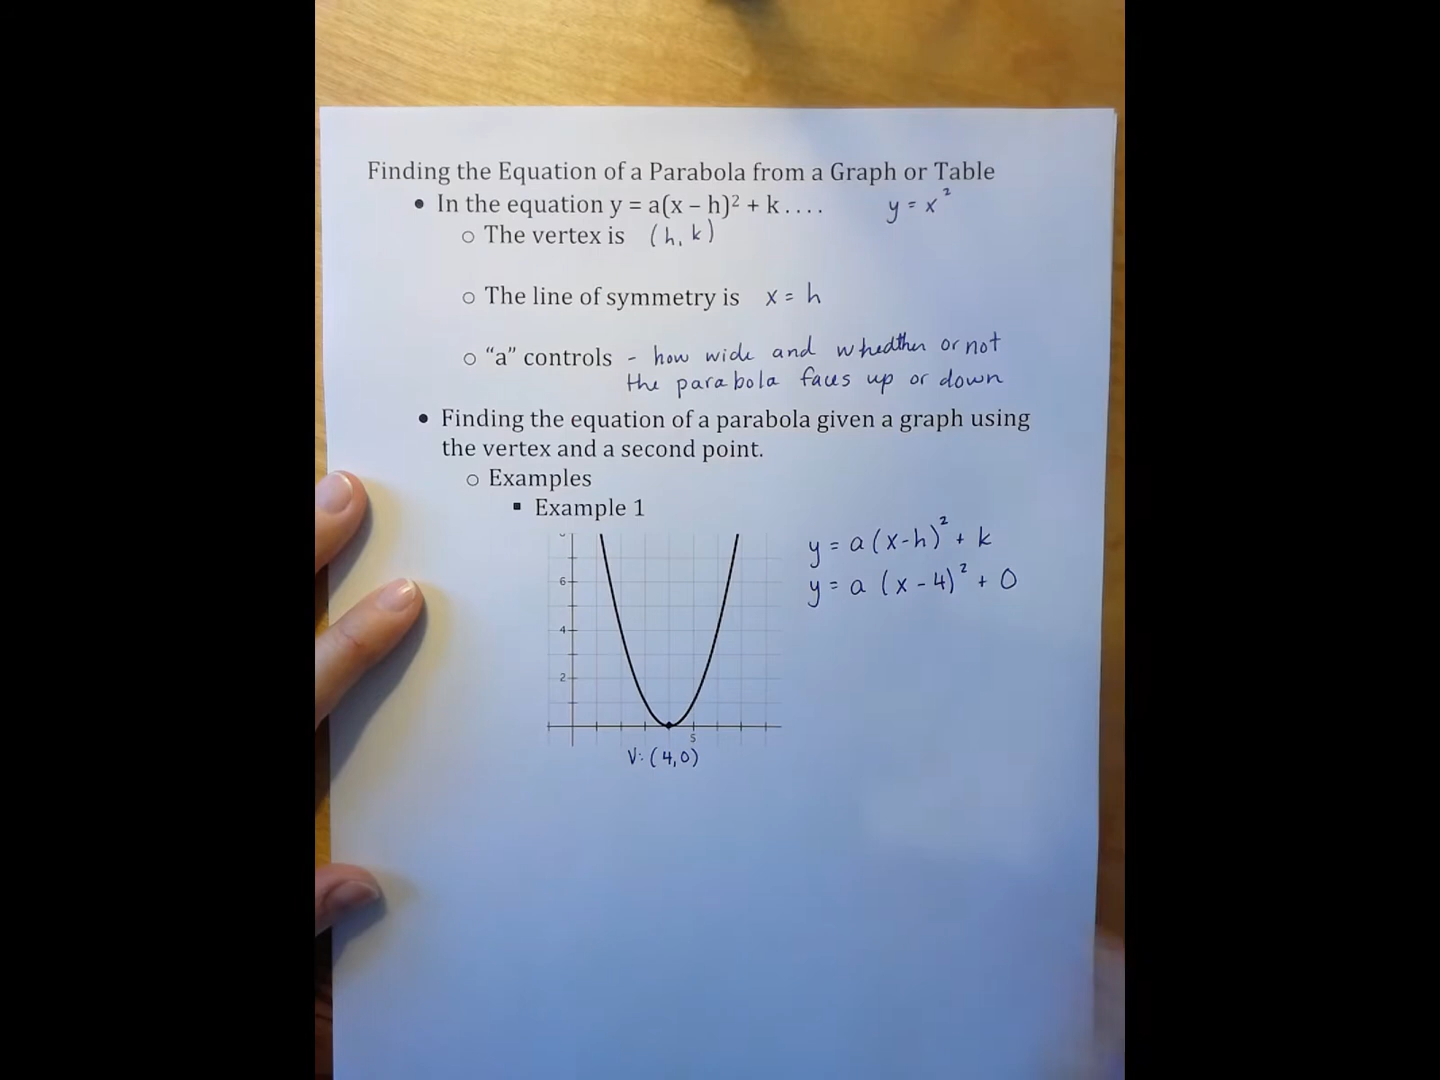 Finding the Equation of a Parabola from a Graph or Table
• In the equation y = a(x – h)² + k . . . . y = x²
○ The vertex is (h, k)
○ The line of symmetry is x = h
○ “a” controls - how wide and whedther or not
the parabola faces up or down
• Finding the equation of a parabola given a graph using
the vertex and a second point.
○ Examples
▪ Example 1
y = a(x-h)² + k
6
y = a (x - 4)² + 0
4
2
5
V: (4,0)